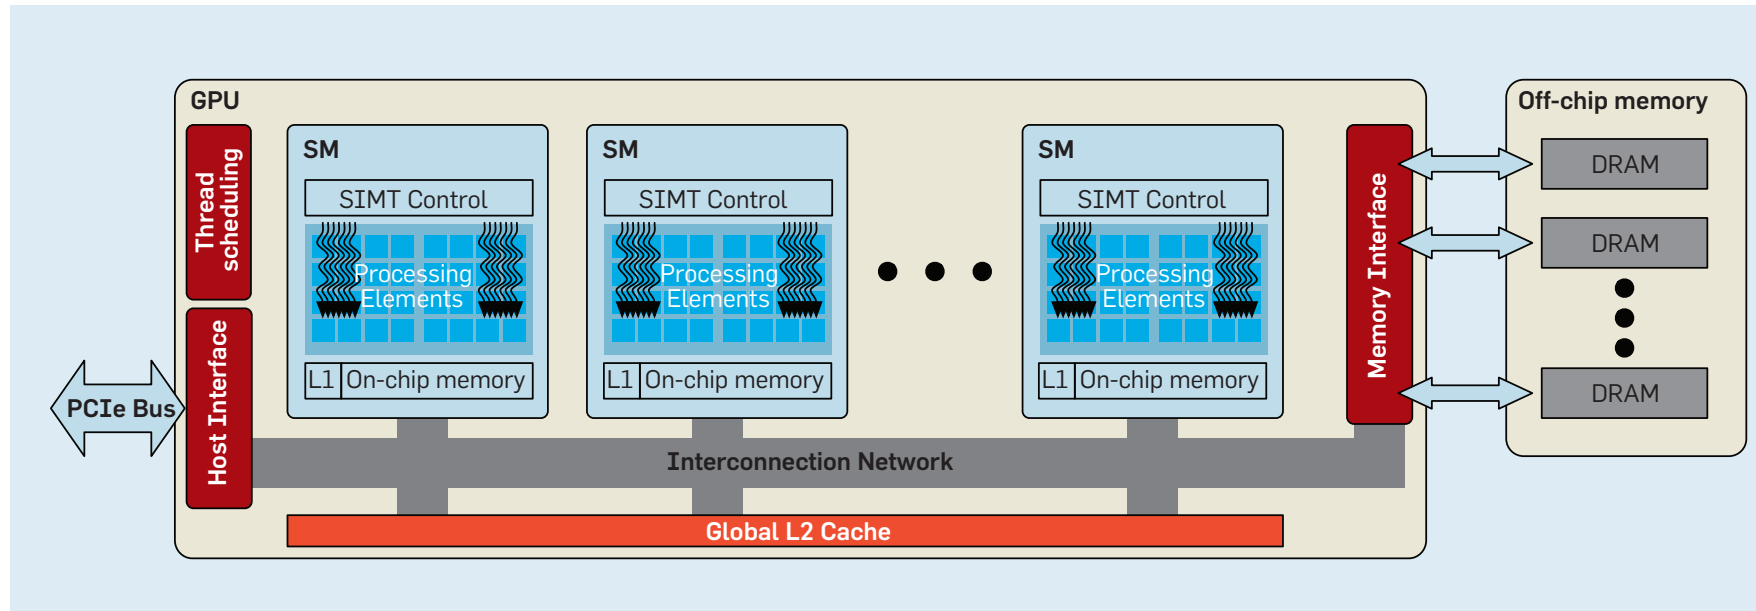 GPU
Thread
scheduling
Host Interface
PCIe Bus
SM
SIMT Control
Processing
Elements
L1
On-chip memory
SM
SIMT Control
Processing
Elements
L1
On-chip memory
SM
SIMT Control
Processing
Elements
L1
On-chip memory
Interconnection Network
Global L2 Cache
Memory Interface
Off-chip memory
DRAM
DRAM
DRAM